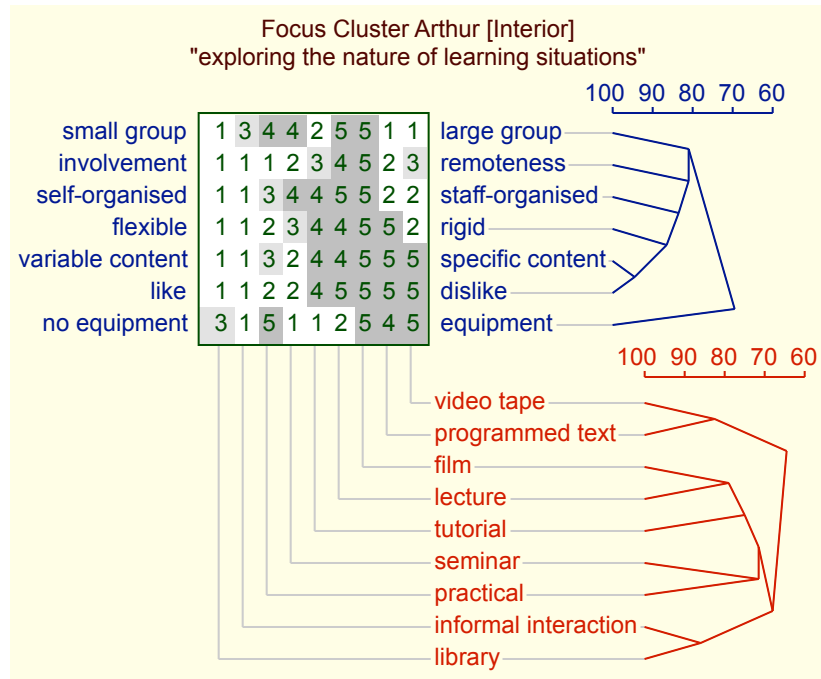 Focus Cluster Arthur [Interior]
"exploring the nature of learning situations"
100 90 80 70 60
small group 1 3 4 4 2 5 5 1 1 large group
involvement 1 1 1 2 3 4 5 2 3 remoteness
self-organised 1 1 3 4 4 5 5 2 2 staff-organised
flexible 1 1 2 3 4 4 5 5 2 rigid
variable content 1 1 3 2 4 4 5 5 5 specific content
like 1 1 2 2 4 5 5 5 5 dislike
no equipment 3 1 5 1 1 2 5 4 5 equipment
100 90 80 70 60
video tape
programmed text
film
lecture
tutorial
seminar
practical
informal interaction
library